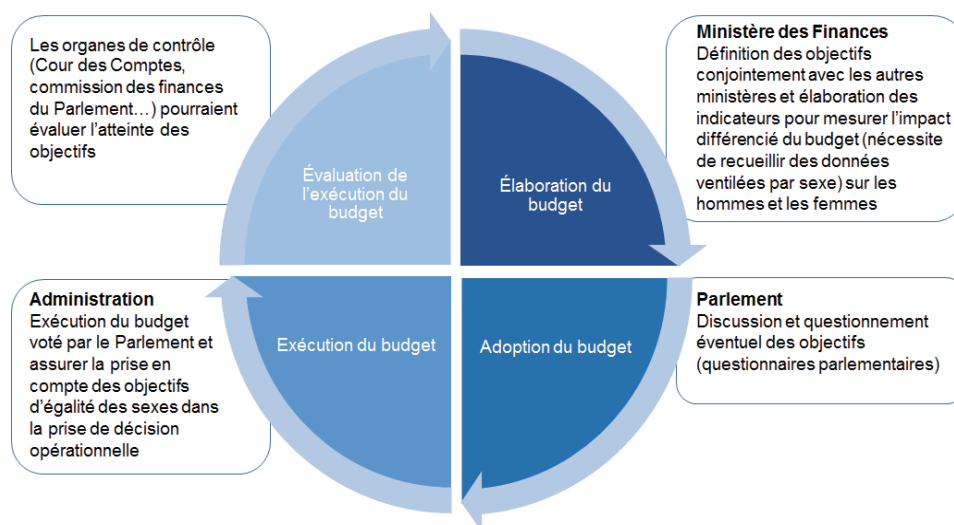 Les organes de contrôle
(Cour des Comptes,
commission des finances
du Parlement…) pourraient
évaluer l'atteinte des
objectifs
Ministère des Finances
Définition des objectifs
conjointement avec les autres
ministères et élaboration des
indicateurs pour mesurer l'impact
différencié du budget (nécessite
de recueillir des données
ventilées par sexe) sur les
hommes et les femmes
Évaluation de
l'exécution du
budget
Élaboration du
budget
Administration
Exécution du budget
voté par le Parlement et
assurer la prise en
compte des objectifs
d'égalité des sexes dans
la prise de décision
opérationnelle
Exécution du budget
Adoption du budget
Parlement
Discussion et questionnement
éventuel des objectifs
(questionnaires parlementaires)